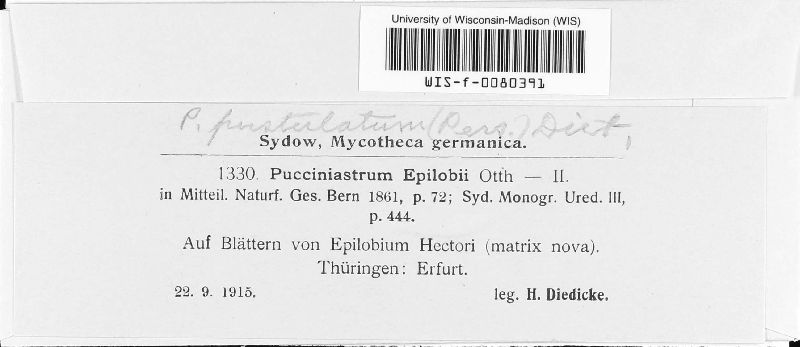 University of Wisconsin-Madison (WIS)
WIS-f-0080391
P. pustulatum (Pers.) Diet.
Sydow, Mycotheca germanica.
1330. Pucciniastrum Epilobii Otth — II.
in Mitteil. Naturf. Ges. Bern 1861, p. 72; Syd. Monogr. Ured. III,
p. 444.
Auf Blättern von Epilobium Hectori (matrix nova).
Thüringen: Erfurt.
22. 9. 1915. leg. H. Diedicke.